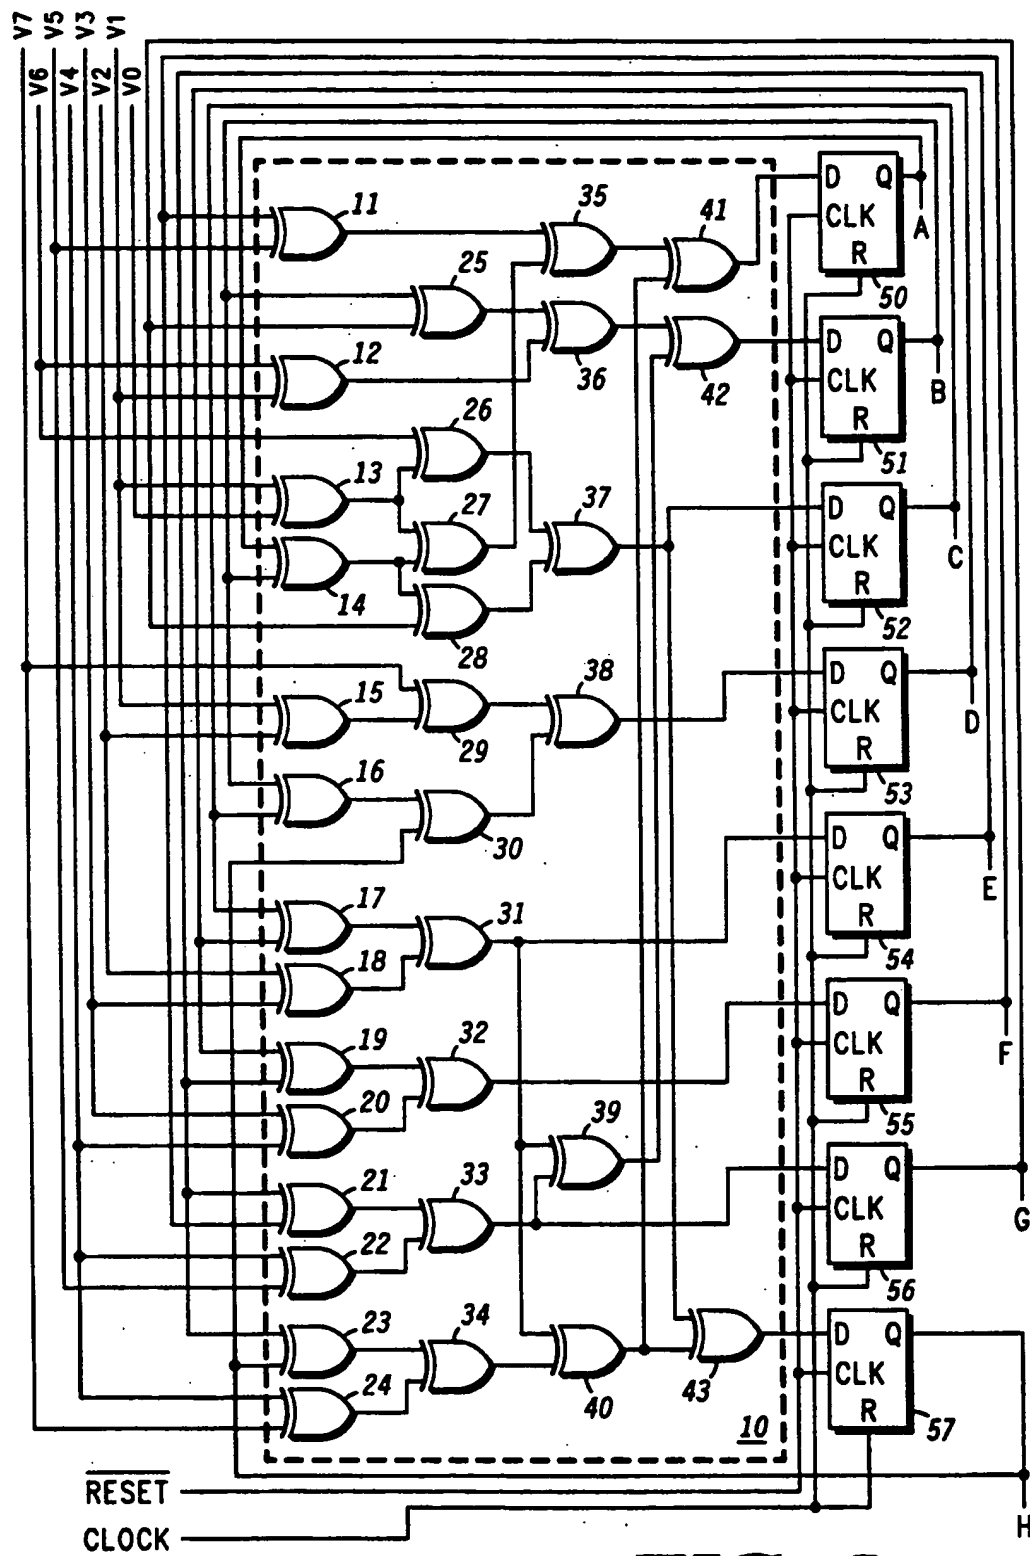 V7
V5
V3
V1
V6
V4
V2
V0
11
35
41
D Q
CLK
R
A
50
25
12
36
42
D Q
CLK
R
B
51
26
13
27
37
14
28
D Q
CLK
R
C
52
15
29
38
D Q
CLK
R
D
53
16
30
D Q
CLK
R
E
54
17
31
18
D Q
CLK
R
F
55
19
32
20
39
D Q
CLK
R
G
56
21
33
22
23
34
24
40
43
10
D Q
CLK
R
57
RESET
CLOCK
H